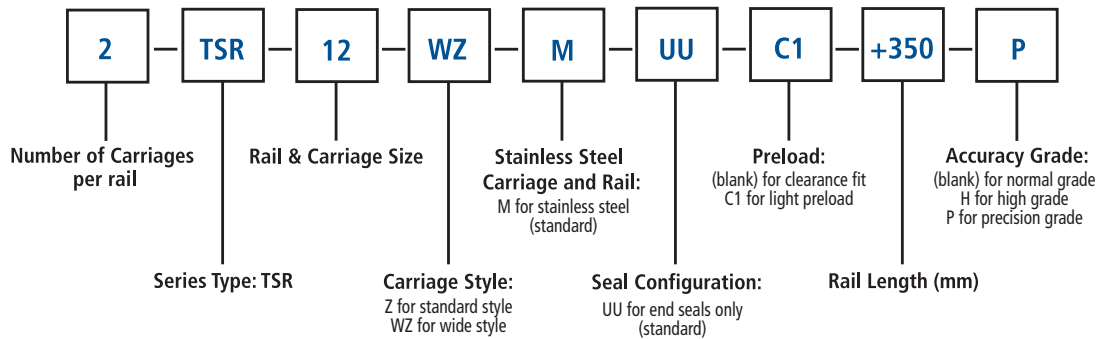 2 – TSR – 12 – WZ – M – UU – C1 – +350 – P
Number of Carriages
per rail
Rail & Carriage Size
Stainless Steel
Carriage and Rail:
M for stainless steel
(standard)
Preload:
(blank) for clearance fit
C1 for light preload
Accuracy Grade:
(blank) for normal grade
H for high grade
P for precision grade
Series Type: TSR
Carriage Style:
Z for standard style
WZ for wide style
Seal Configuration:
UU for end seals only
(standard)
Rail Length (mm)